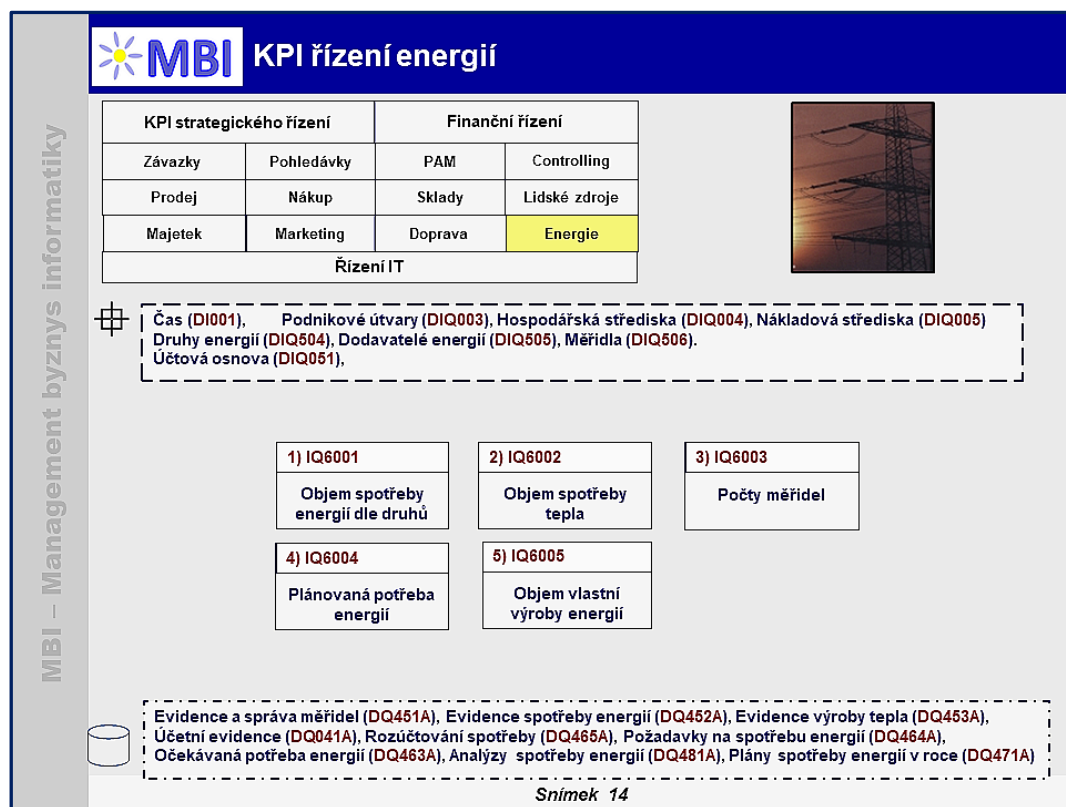 MBI
KPI řízení energií
MBI – Management byznys informatiky
KPI strategického řízení
Finanční řízení
Závazky
Pohledávky
PAM
Controlling
Prodej
Nákup
Sklady
Lidské zdroje
Majetek
Marketing
Doprava
Energie
Řízení IT
Čas (DI001), Podnikové útvary (DIQ003), Hospodářská střediska (DIQ004), Nákladová střediska (DIQ005)
Druhy energií (DIQ504), Dodavatelé energií (DIQ505), Měřidla (DIQ506).
Účtová osnova (DIQ051),
1) IQ6001
Objem spotřeby
energií dle druhů
2) IQ6002
Objem spotřeby
tepla
3) IQ6003
Počty měřidel
4) IQ6004
Plánovaná potřeba
energií
5) IQ6005
Objem vlastní
výroby energií
Evidence a správa měřidel (DQ451A), Evidence spotřeby energií (DQ452A), Evidence výroby tepla (DQ453A),
Účetní evidence (DQ041A), Rozúčtování spotřeby (DQ465A), Požadavky na spotřebu energií (DQ464A),
Očekávaná potřeba energií (DQ463A), Analýzy spotřeby energií (DQ481A), Plány spotřeby energií v roce (DQ471A)
Snímek 14